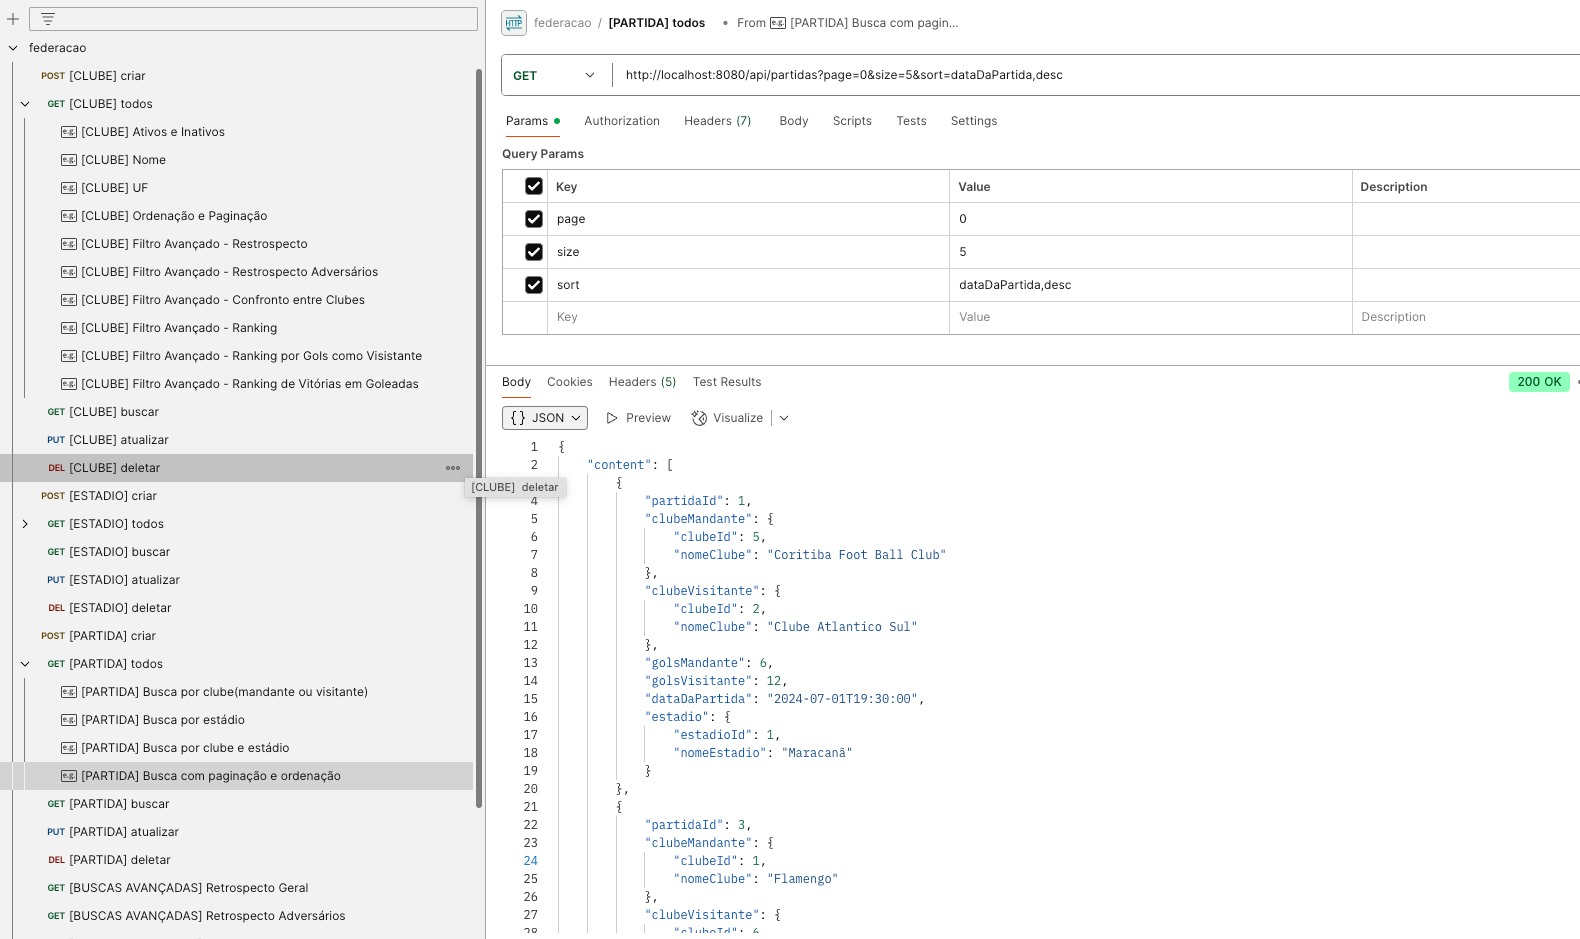 federacao
POST [CLUBE] criar
GET [CLUBE] todos
e.g. [CLUBE] Ativos e Inativos
e.g. [CLUBE] Nome
e.g. [CLUBE] UF
e.g. [CLUBE] Ordenação e Paginação
e.g. [CLUBE] Filtro Avançado - Restrospecto
e.g. [CLUBE] Filtro Avançado - Restrospecto Adversários
e.g. [CLUBE] Filtro Avançado - Confronto entre Clubes
e.g. [CLUBE] Filtro Avançado - Ranking
e.g. [CLUBE] Filtro Avançado - Ranking por Gols como Visistante
e.g. [CLUBE] Filtro Avançado - Ranking de Vitórias em Goleadas
GET [CLUBE] buscar
PUT [CLUBE] atualizar
DEL [CLUBE] deletar
[CLUBE] deletar
POST [ESTADIO] criar
GET [ESTADIO] todos
GET [ESTADIO] buscar
PUT [ESTADIO] atualizar
DEL [ESTADIO] deletar
POST [PARTIDA] criar
GET [PARTIDA] todos
e.g. [PARTIDA] Busca por clube(mandante ou visitante)
e.g. [PARTIDA] Busca por estádio
e.g. [PARTIDA] Busca por clube e estádio
e.g. [PARTIDA] Busca com paginação e ordenação
GET [PARTIDA] buscar
PUT [PARTIDA] atualizar
DEL [PARTIDA] deletar
GET [BUSCAS AVANÇADAS] Retrospecto Geral
GET [BUSCAS AVANÇADAS] Retrospecto Adversários
HTTP federacao / [PARTIDA] todos • From e.g. [PARTIDA] Busca com pagin...
GET http://localhost:8080/api/partidas?page=0&size=5&sort=dataDaPartida,desc
Params Authorization Headers (7) Body Scripts Tests Settings
Query Params
Key Value Description
page 0
size 5
sort dataDaPartida,desc
Key Value Description
Body Cookies Headers (5) Test Results 200 OK
{} JSON Preview Visualize
1 {
2 "content": [
{
4 "partidaId": 1,
5 "clubeMandante": {
6 "clubeId": 5,
7 "nomeClube": "Coritiba Foot Ball Club"
8 },
9 "clubeVisitante": {
10 "clubeId": 2,
11 "nomeClube": "Clube Atlantico Sul"
12 },
13 "golsMandante": 6,
14 "golsVisitante": 12,
15 "dataDaPartida": "2024-07-01T19:30:00",
16 "estadio": {
17 "estadioId": 1,
18 "nomeEstadio": "Maracanã"
19 }
20 },
21 {
22 "partidaId": 3,
23 "clubeMandante": {
24 "clubeId": 1,
25 "nomeClube": "Flamengo"
26 },
27 "clubeVisitante": {
28 "clubeId": 6